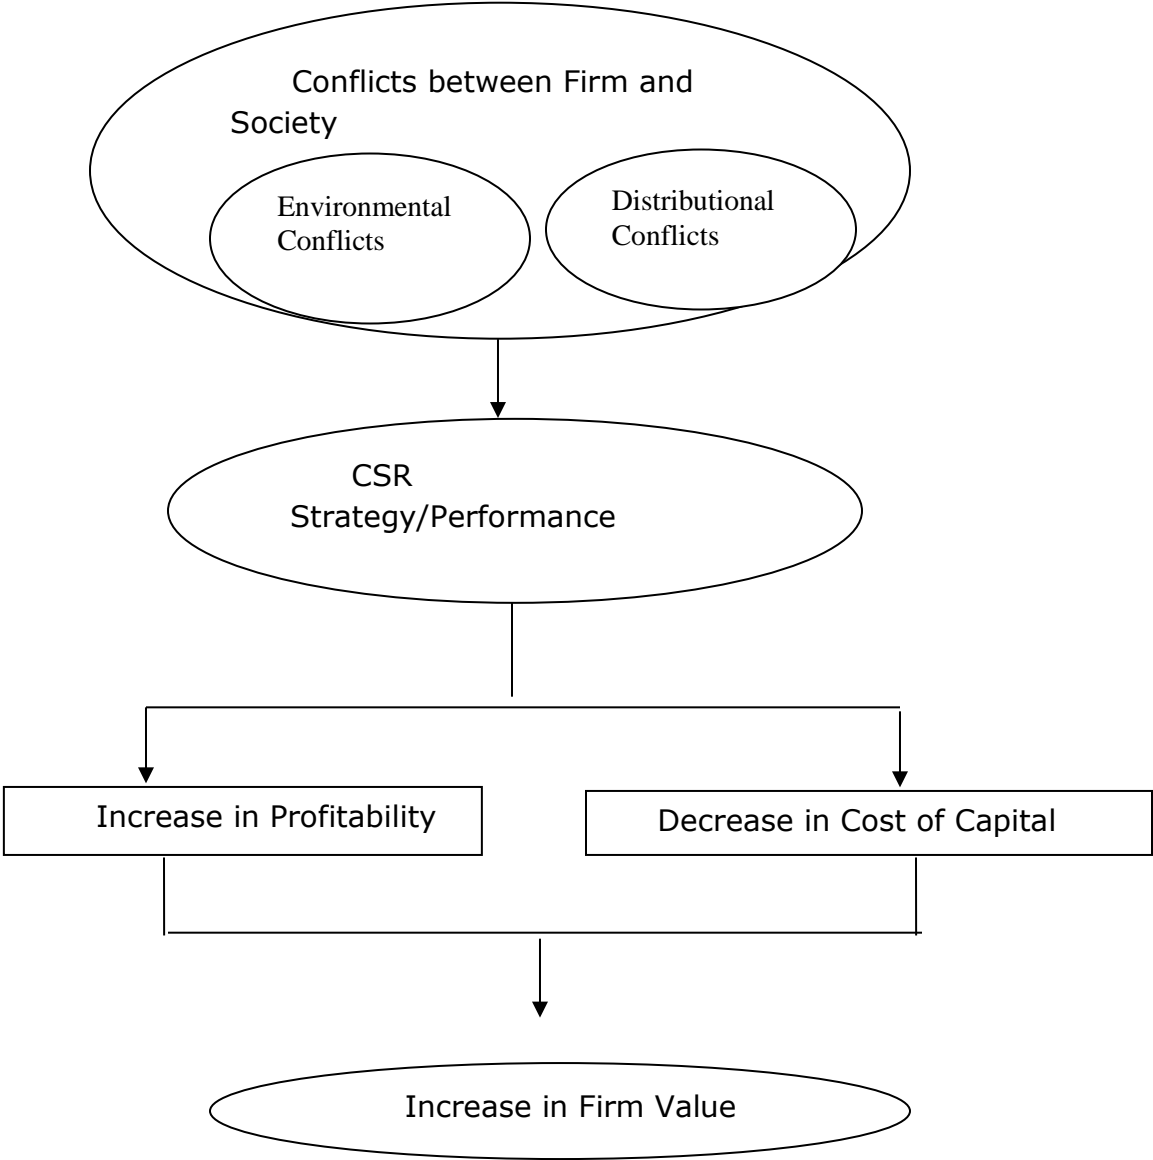 Conflicts between Firm and
Society
Environmental
Conflicts
Distributional
Conflicts
CSR
Strategy/Performance
Increase in Profitability
Decrease in Cost of Capital
Increase in Firm Value